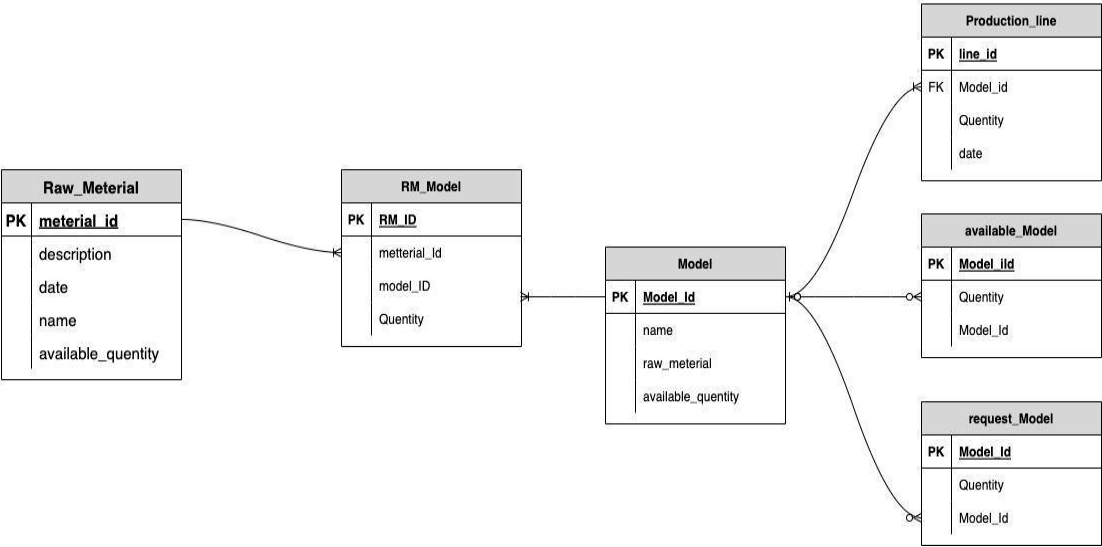 Production_line
PK line_id
FK Model_id
Quentity
date
Raw_Meterial
PK meterial_id
description
date
name
available_quentity
RM_Model
PK RM_ID
metterial_Id
model_ID
Quentity
Model
PK Model_Id
name
raw_meterial
available_quentity
available_Model
PK Model_iId
Quentity
Model_Id
request_Model
PK Model_Id
Quentity
Model_Id